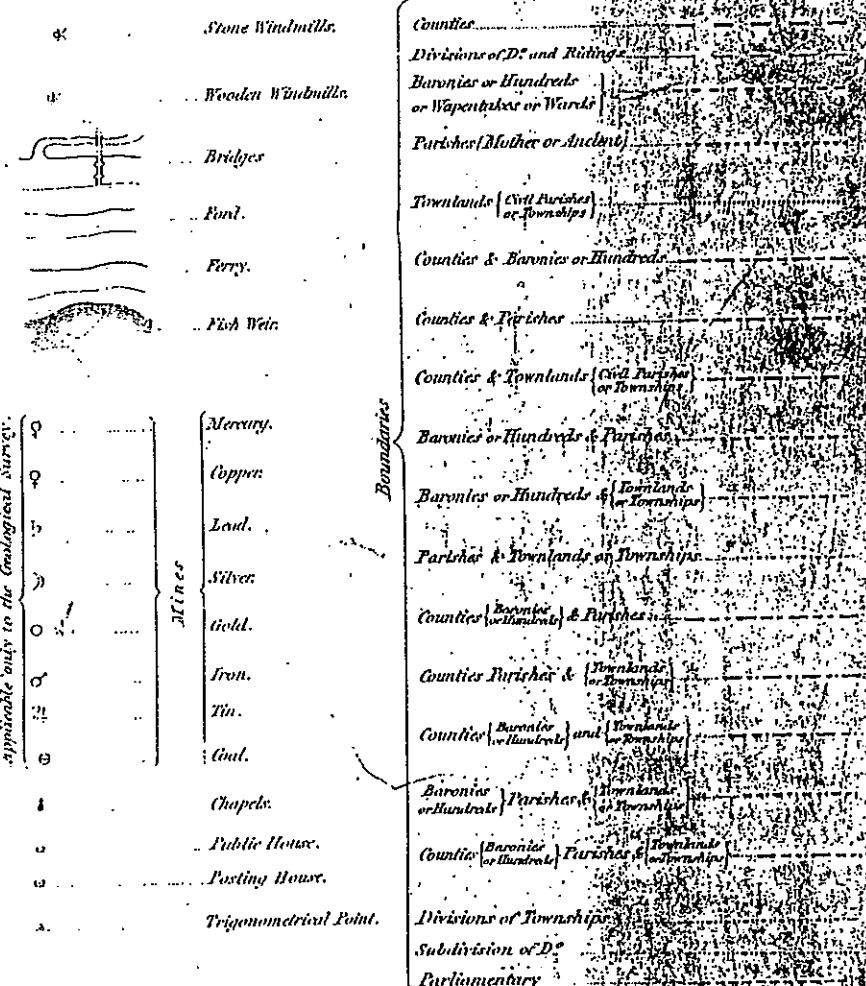 Stone Windmills.
Wooden Windmills.
Bridges
Ford.
Ferry.
Fish Weir.
Applicable only to the Geological Survey.
Mines
Mercury.
Copper.
Lead.
Silver.
Gold.
Iron.
Tin.
Coal.
Chapels.
Public House.
Posting House.
Trigonometrical Point.
Boundaries
Counties
Divisions of Do. and Ridings
Baronies or Hundreds
or Wapentakes or Wards
Parishes (Mother or Ancient)
Townlands { Civil Parishes
or Townships
Counties & Baronies or Hundreds
Counties & Parishes
Counties & Townlands { Civil Parishes
or Townships
Baronies or Hundreds & Parishes
Baronies or Hundreds & { Townlands
or Townships }
Parishes & Townlands or Townships
Counties { Baronies
or Hundreds } & Parishes
Counties Parishes & { Townlands
or Townships }
Counties { Baronies
or Hundreds } and { Townlands
or Townships }
Baronies
or Hundreds } Parishes & { Townlands
or Townships }
Counties { Baronies
or Hundreds } Parishes & { Townlands
or Townships }
Divisions of Townships
Subdivision of Do.
Parliamentary